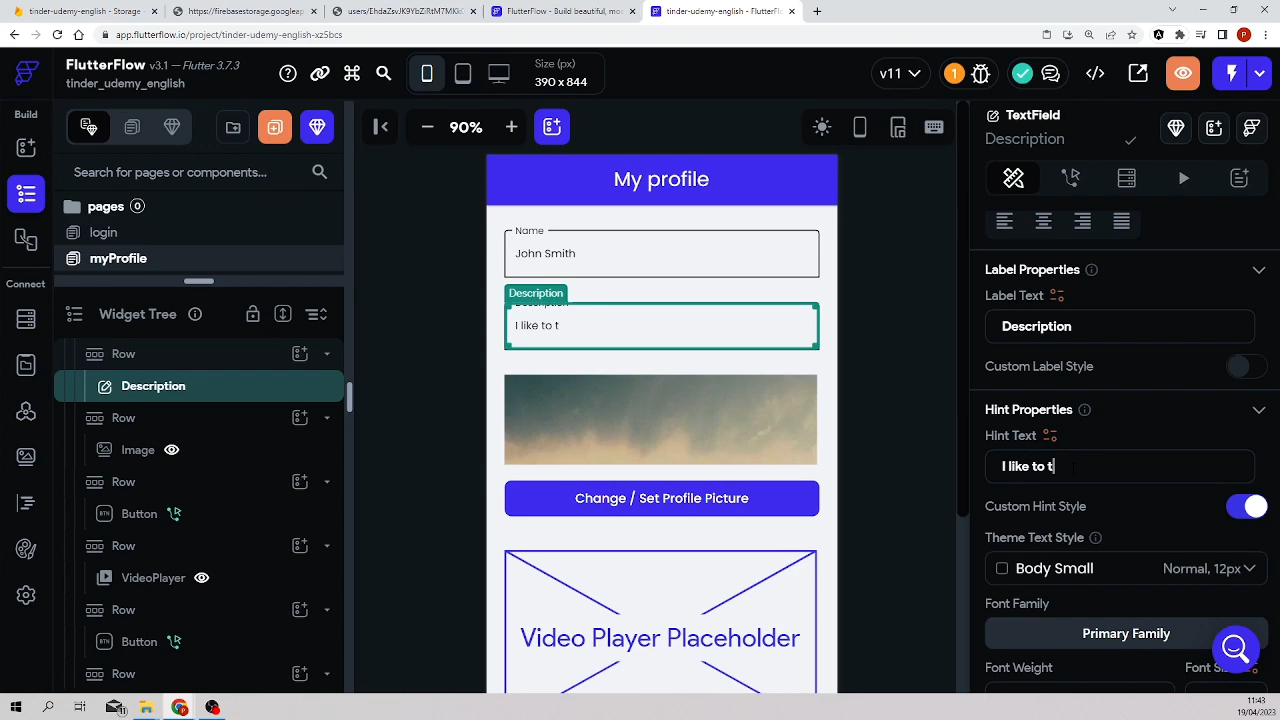 tinder-udemy-english - Storage -
https://firebasestorage.googleap
users/EhdaZsvJK9YbZiRtM7MKiC
FlutterFlow - Build beautiful, mo
tinder-udemy-english - FlutterFl
app.flutterflow.io/project/tinder-udemy-english-xz5bcs
FlutterFlow v3.1 - Flutter 3.7.3
tinder_udemy_english
Size (px)
390 x 844
v11
1
Build
90%
Search for pages or components...
pages 0
login
myProfile
Connect
Widget Tree
Row
Description
Row
Image
Row
Button
Row
VideoPlayer
Row
Button
Row
My profile
Name
John Smith
Description
I like to t
Change / Set Profile Picture
Video Player Placeholder
TextField
Description
Label Properties
Label Text
Description
Custom Label Style
Hint Properties
Hint Text
I like to t
Custom Hint Style
Theme Text Style
Body Small
Normal, 12px
Font Family
Primary Family
Font Weight
11:43
19/04/2023